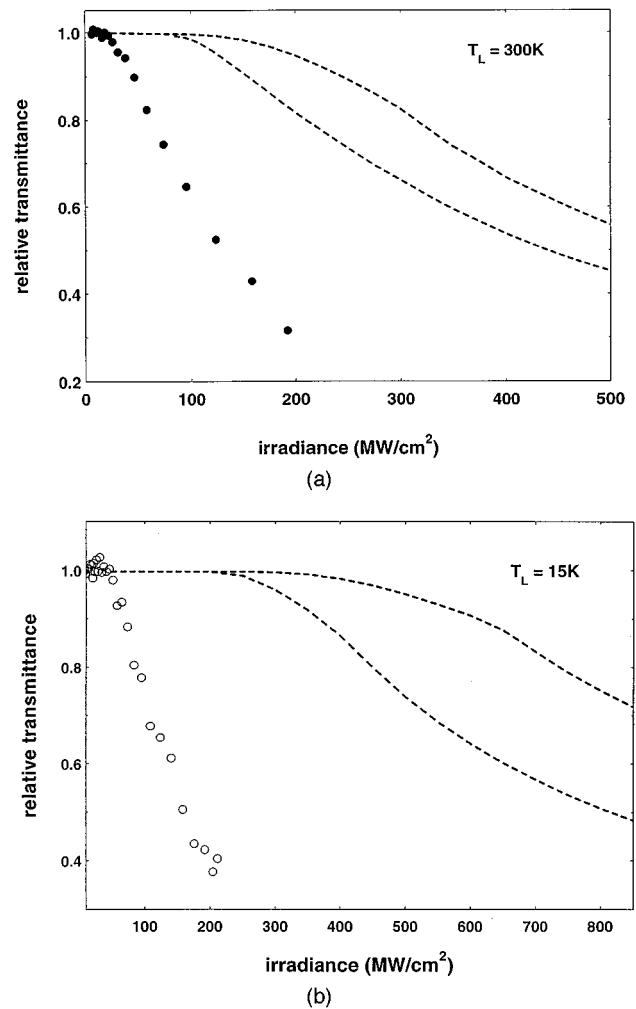 1.0
T_L = 300K
0.8
relative transmittance
0.6
0.4
0.2
0 100 200 300 400 500
irradiance (MW/cm²)
(a)
1.0
T_L = 15K
0.8
relative transmittance
0.6
0.4
100 200 300 400 500 600 700 800
irradiance (MW/cm²)
(b)